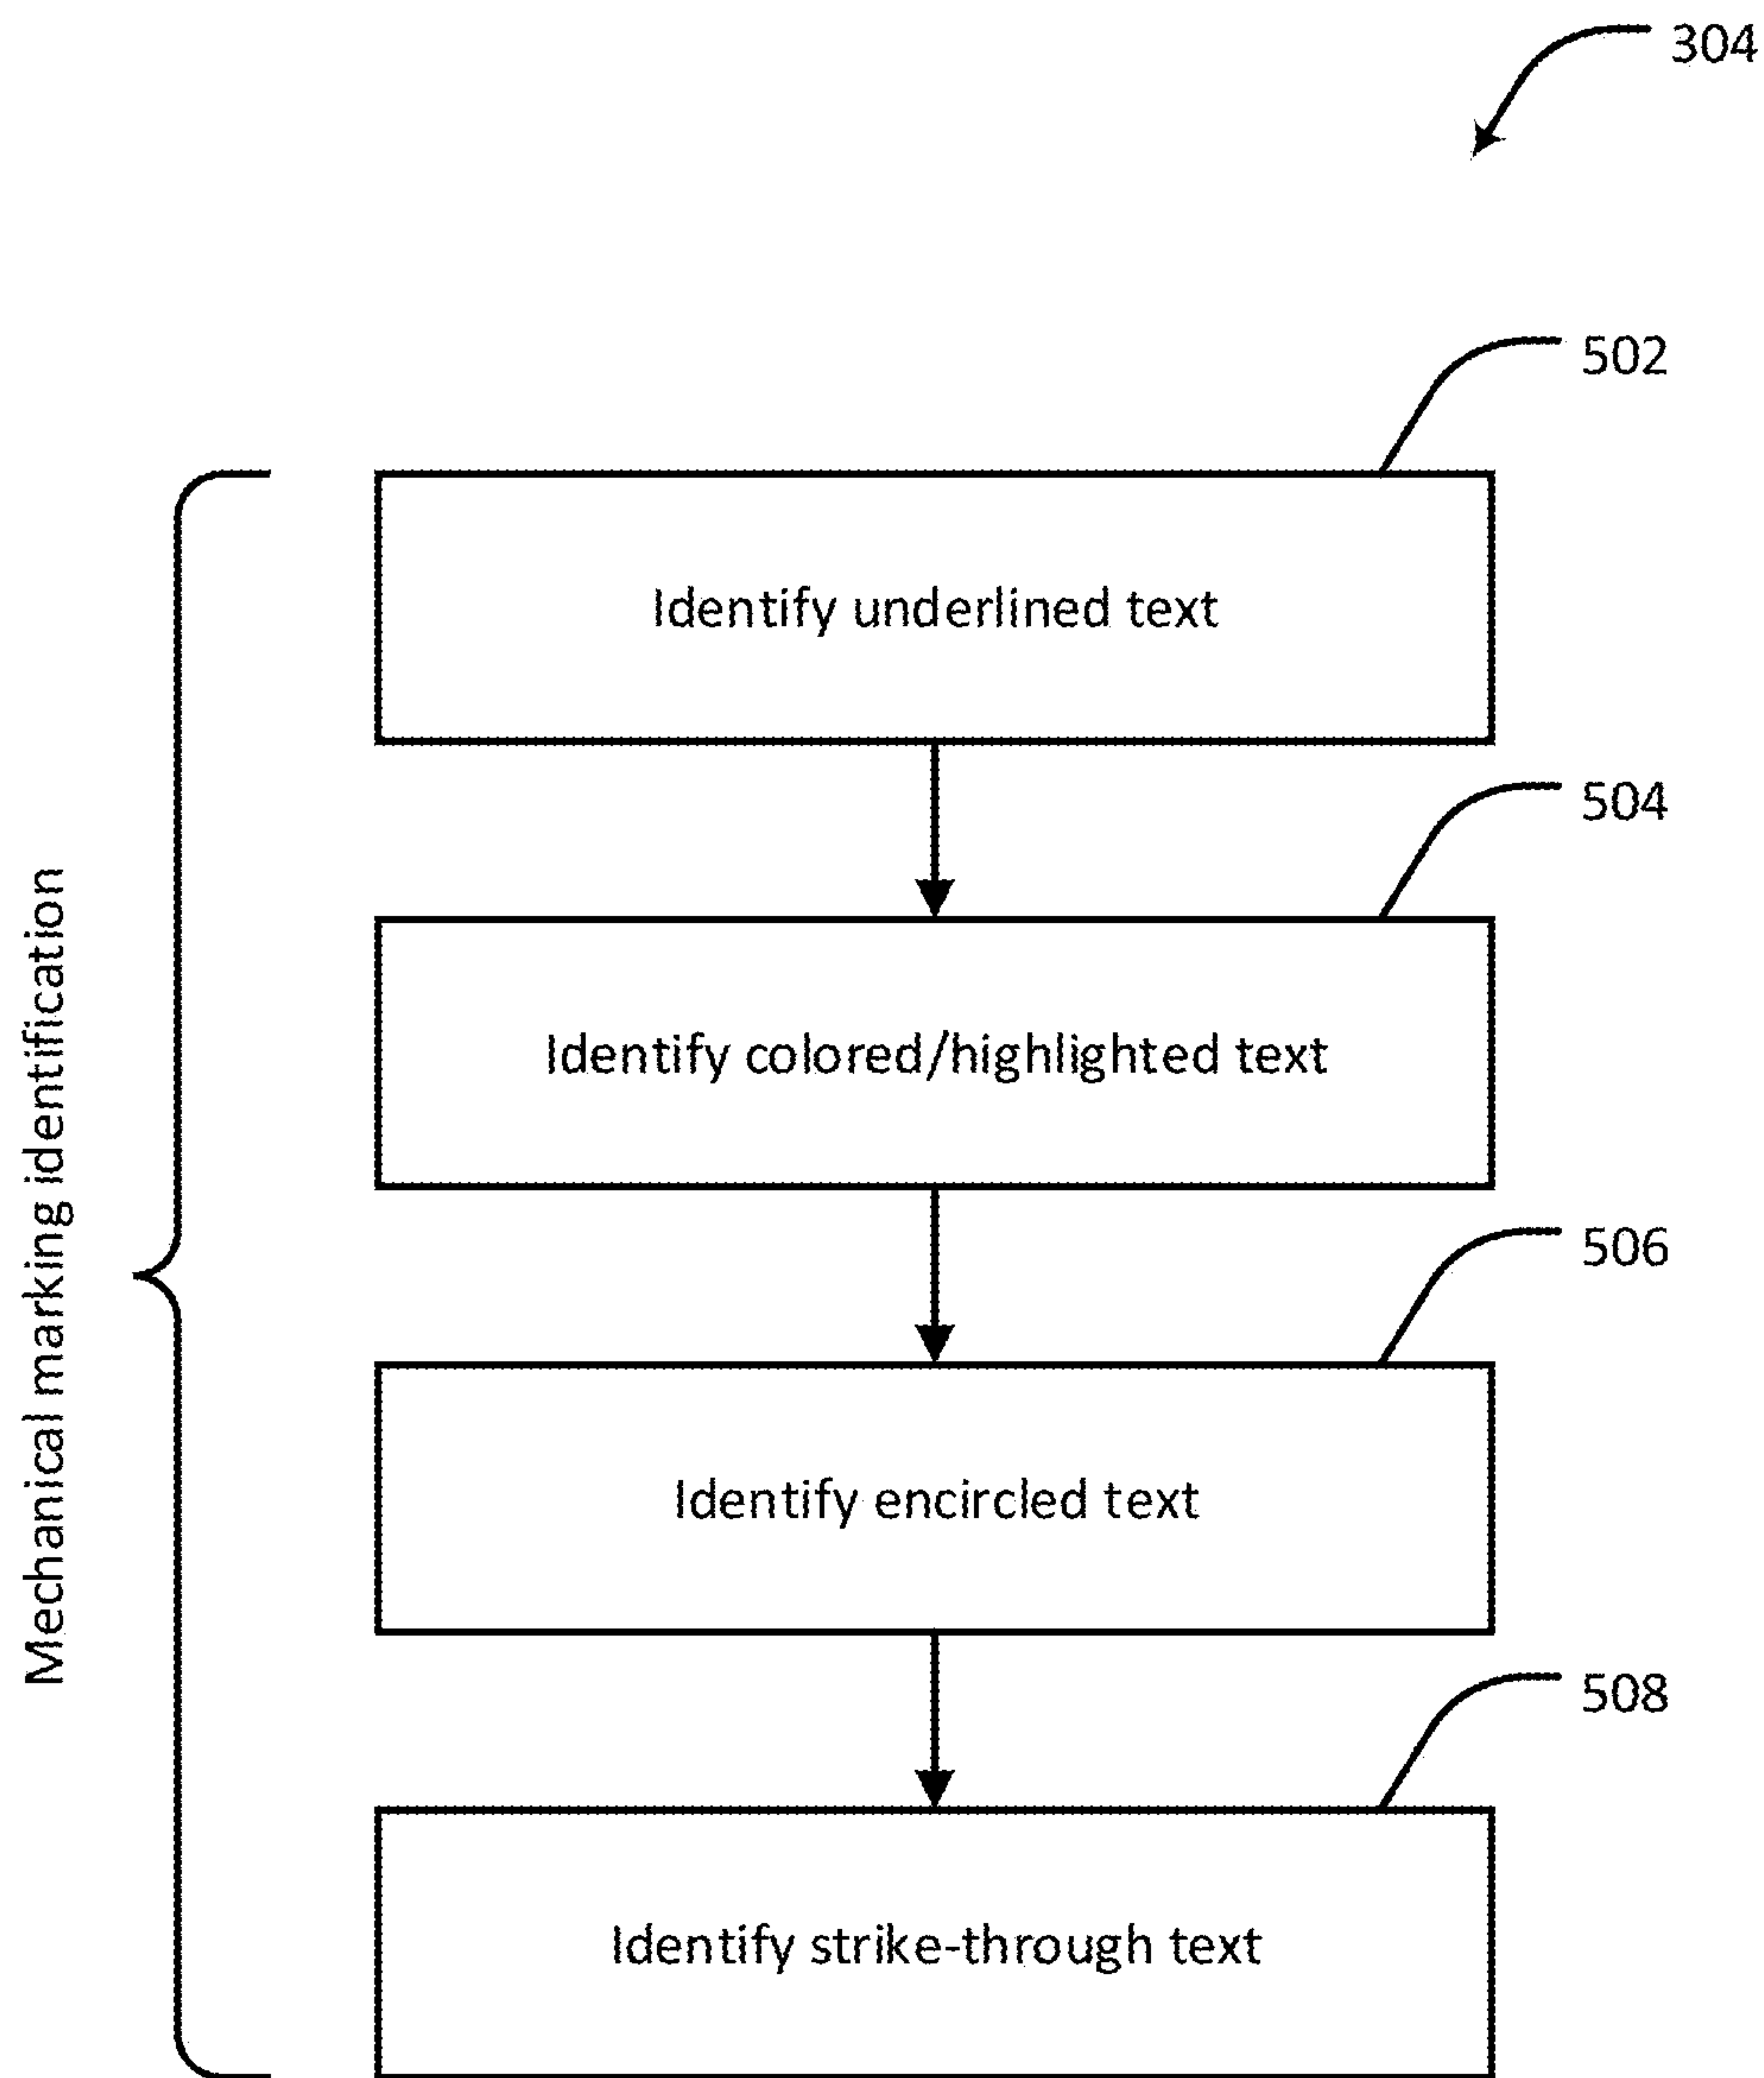 304
502
Identify underlined text
504
Identify colored/highlighted text
506
Identify encircled text
508
Identify strike-through text
Mechanical marking identification